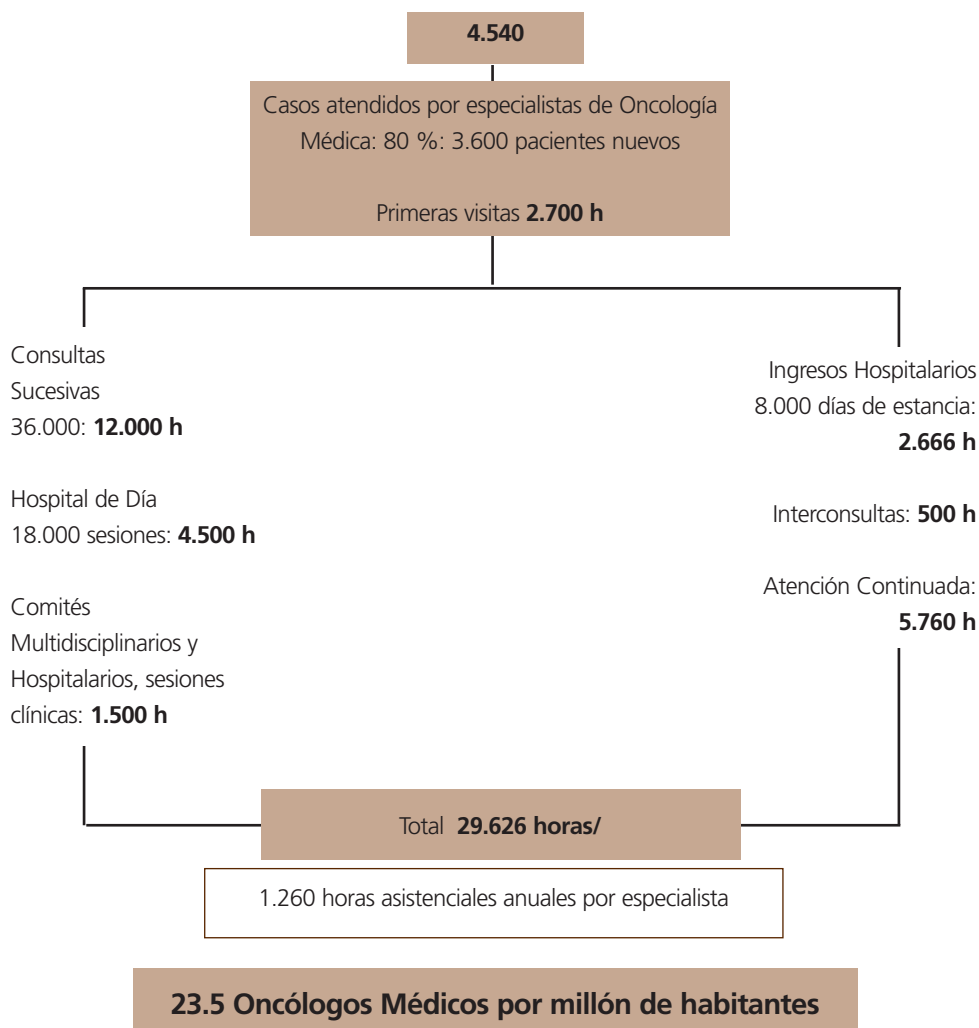 4.540
Casos atendidos por especialistas de Oncología
Médica: 80 %: 3.600 pacientes nuevos
Primeras visitas 2.700 h
Consultas
Sucesivas
36.000: 12.000 h
Hospital de Día
18.000 sesiones: 4.500 h
Comités
Multidisciplinarios y
Hospitalarios, sesiones
clínicas: 1.500 h
Ingresos Hospitalarios
8.000 días de estancia:
2.666 h
Interconsultas: 500 h
Atención Continuada:
5.760 h
Total 29.626 horas/
1.260 horas asistenciales anuales por especialista
23.5 Oncólogos Médicos por millón de habitantes